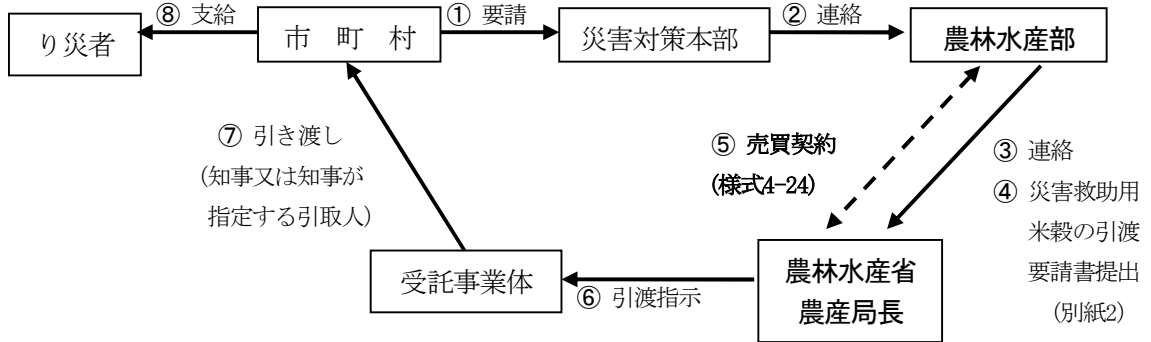 ⑧ 支給
① 要請
② 連絡
り災者
市 町 村
災害対策本部
農林水産部
⑦ 引き渡し
(知事又は知事が
指定する引取人)
⑤ 売買契約
(様式4-24)
③ 連絡
④ 災害救助用
米穀の引渡
要請書提出
(別紙2)
受託事業体
⑥ 引渡指示
農林水産省
農産局長